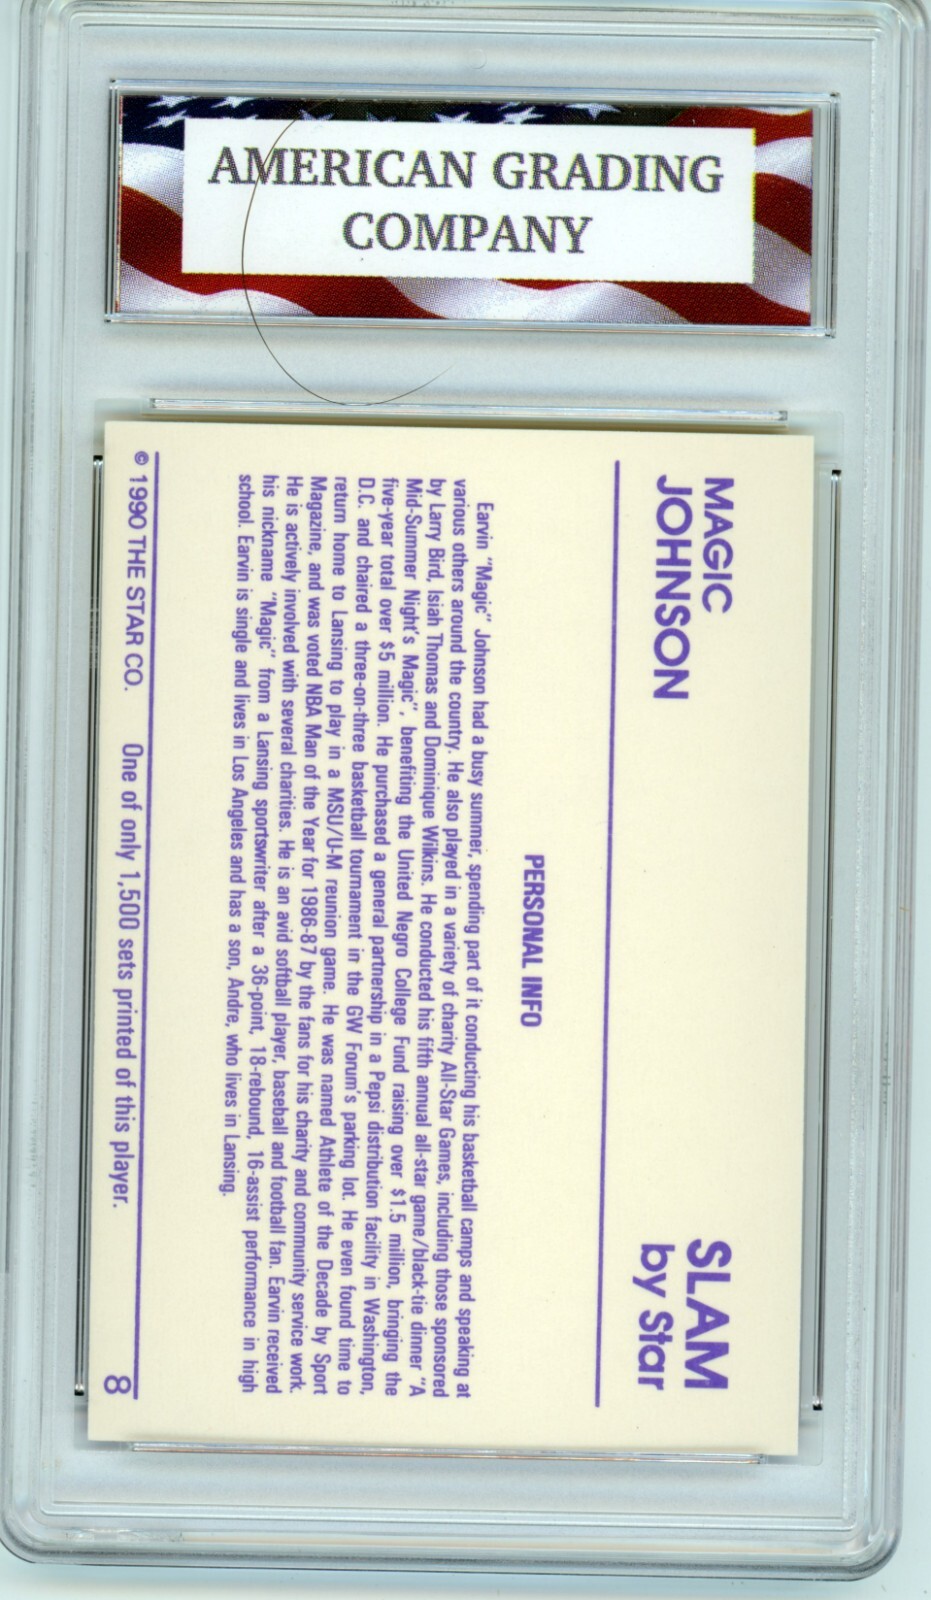 AMERICAN GRADING
COMPANY
MAGIC
JOHNSON
SLAM
by Star
PERSONAL INFO
Earvin "Magic" Johnson had a busy summer, spending part of it conducting his basketball camps and speaking at
various others around the country. He also played in a variety of charity All-Star Games, including those sponsored
by Larry Bird, Isiah Thomas and Dominique Wilkins. He conducted his fifth annual all-star game/black-tie dinner "A
Mid-Summer Night's Magic", benefiting the United Negro College Fund raising over $1.5 million, bringing the
five-year total over $5 million. He purchased a general partnership in a Pepsi distribution facility in Washington,
D.C. and chaired a three-on-three basketball tournament in the GW Forum's parking lot. He even found time to
return home to Lansing to play in a MSU/U-M reunion game. He was named Athlete of the Decade by Sport
Magazine, and was voted NBA Man of the Year for 1986-87 by the fans for his charity and community service work.
He is actively involved with several charities. He is an avid softball player, baseball and football fan. Earvin received
his nickname "Magic" from a Lansing sportswriter after a 36-point, 18-rebound, 16-assist performance in high
school. Earvin is single and lives in Los Angeles and has a son, Andre, who lives in Lansing.
© 1990 THE STAR CO. One of only 1,500 sets printed of this player. 8